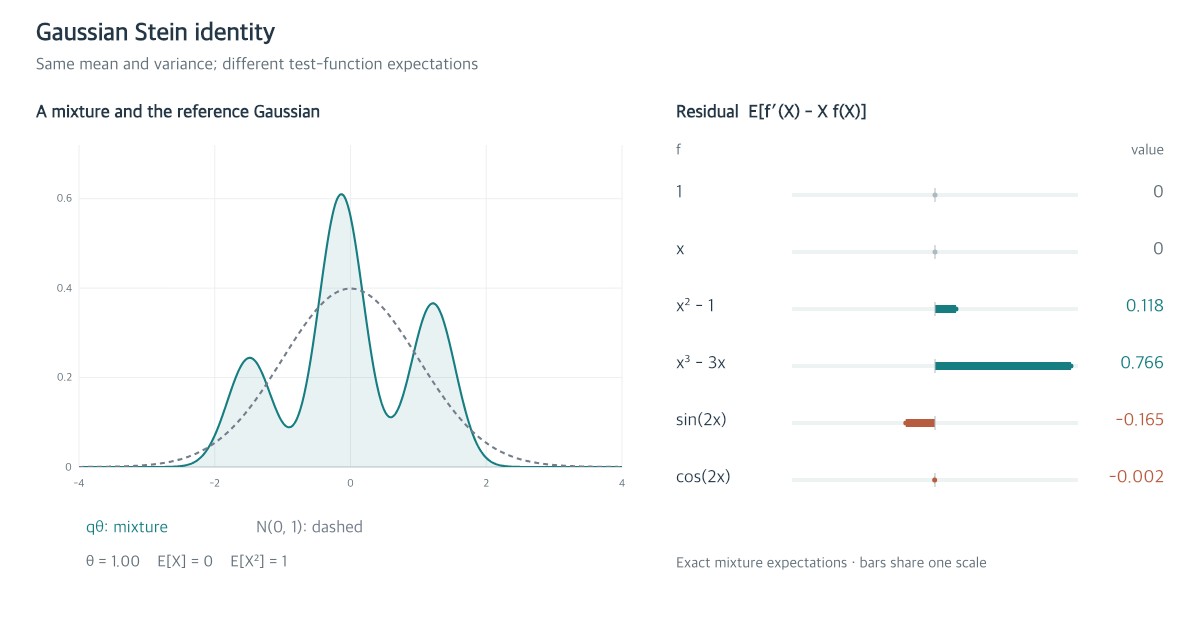 Gaussian Stein identity
Same mean and variance; different test-function expectations
A mixture and the reference Gaussian
0.6
0.4
0.2
0
-4 -2 0 2 4
qθ: mixture N(0, 1): dashed
θ = 1.00 E[X] = 0 E[X²] = 1
Residual E[f′(X) − X f(X)]
f value
1 0
x 0
x² − 1 0.118
x³ − 3x 0.766
sin(2x) −0.165
cos(2x) −0.002
Exact mixture expectations · bars share one scale